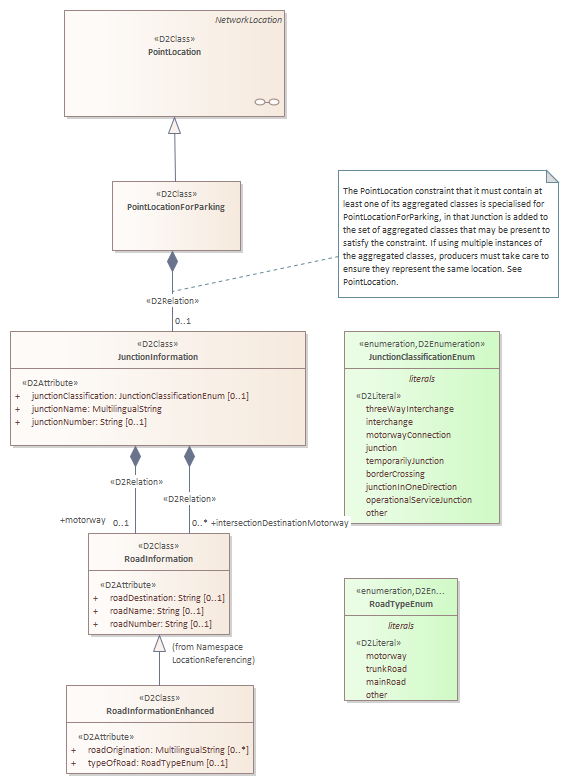 NetworkLocation
«D2Class»
PointLocation
«D2Class»
PointLocationForParking
The PointLocation constraint that it must contain at
least one of its aggregated classes is specialised for
PointLocationForParking, in that Junction is added to
the set of aggregated classes that may be present to
satisfy the constraint. If using multiple instances of
the aggregated classes, producers must take care to
ensure they represent the same location. See
PointLocation.
«D2Relation»
0..1
«D2Class»
JunctionInformation
«D2Attribute»
+ junctionClassification: JunctionClassificationEnum [0..1]
+ junctionName: MultilingualString
+ junctionNumber: String [0..1]
«enumeration,D2Enumeration»
JunctionClassificationEnum
literals
«D2Literal»
threeWayInterchange
interchange
motorwayConnection
junction
temporarilyJunction
borderCrossing
junctionInOneDirection
operationalServiceJunction
other
«D2Relation»
«D2Relation»
+motorway 0..1
0..* +intersectionDestinationMotorway
«D2Class»
RoadInformation
«D2Attribute»
+ roadDestination: String [0..1]
+ roadName: String [0..1]
+ roadNumber: String [0..1]
(from Namespace
LocationReferencing)
«enumeration,D2En...
RoadTypeEnum
literals
«D2Literal»
motorway
trunkRoad
mainRoad
other
«D2Class»
RoadInformationEnhanced
«D2Attribute»
+ roadOrigination: MultilingualString [0..*]
+ typeOfRoad: RoadTypeEnum [0..1]